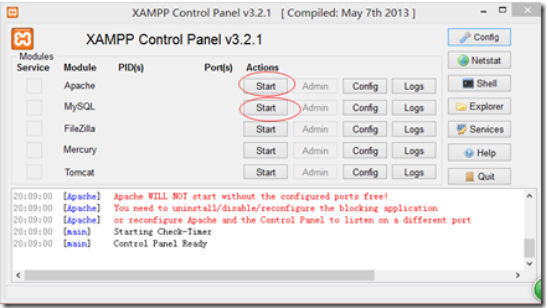 XAMPP Control Panel v3.2.1 [ Compiled: May 7th 2013 ]
XAMPP Control Panel v3.2.1
Config
Modules
Service Module PID(s) Port(s) Actions
Netstat
Apache Start Admin Config Logs
Shell
MySQL Start Admin Config Logs
Explorer
FileZilla Start Admin Config Logs
Services
Mercury Start Admin Config Logs
Help
Tomcat Start Admin Config Logs
Quit
20:09:00 [Apache] Apache WILL NOT start without the configured ports free!
20:09:00 [Apache] You need to uninstall/disable/reconfigure the blocking application
20:09:00 [Apache] or reconfigure Apache and the Control Panel to listen on a different port
20:09:00 [main] Starting Check-Timer
20:09:00 [main] Control Panel Ready